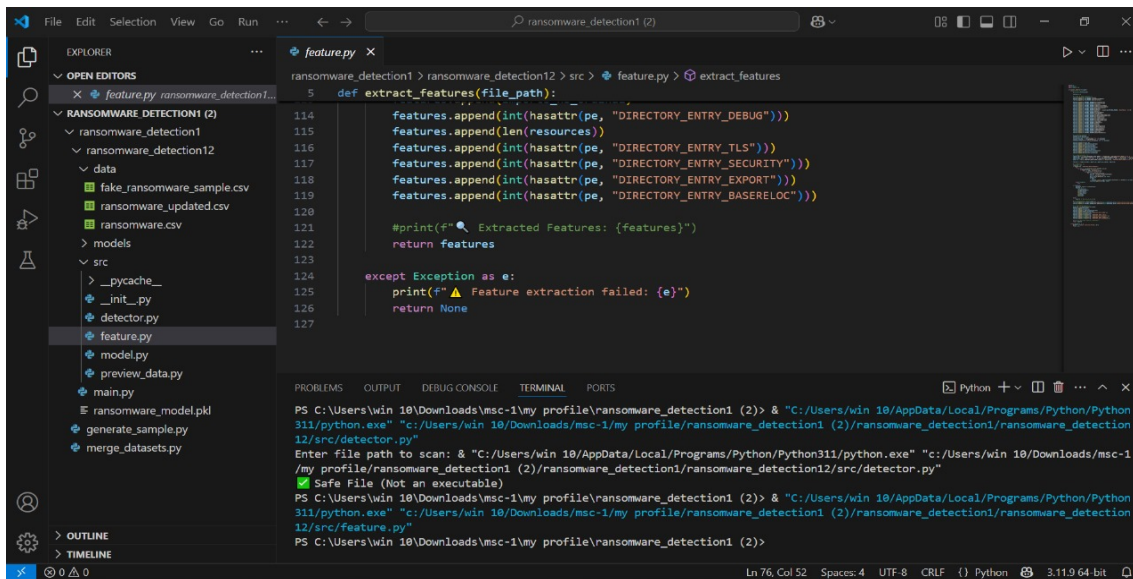 File Edit Selection View Go Run ··· ransomware_detection1 (2)
EXPLORER ···
OPEN EDITORS
feature.py ransomware_detection1...
RANSOMWARE_DETECTION1 (2)
ransomware_detection1
ransomware_detection12
data
fake_ransomware_sample.csv
ransomware_updated.csv
ransomware.csv
models
src
__pycache__
__init__.py
detector.py
feature.py
model.py
preview_data.py
main.py
ransomware_model.pkl
generate_sample.py
merge_datasets.py
OUTLINE
TIMELINE
feature.py
ransomware_detection1 > ransomware_detection12 > src > feature.py > extract_features
5 def extract_features(file_path):
114 features.append(int(hasattr(pe, "DIRECTORY_ENTRY_DEBUG")))
115 features.append(len(resources))
116 features.append(int(hasattr(pe, "DIRECTORY_ENTRY_TLS")))
117 features.append(int(hasattr(pe, "DIRECTORY_ENTRY_SECURITY")))
118 features.append(int(hasattr(pe, "DIRECTORY_ENTRY_EXPORT")))
119 features.append(int(hasattr(pe, "DIRECTORY_ENTRY_BASERELOC")))
120
121 #print(f"🔍 Extracted Features: {features}")
122 return features
123
124 except Exception as e:
125 print(f"⚠️ Feature extraction failed: {e}")
126 return None
127
PROBLEMS OUTPUT DEBUG CONSOLE TERMINAL PORTS Python
PS C:\Users\win 10\Downloads\msc-1\my profile\ransomware_detection1 (2)> & "C:/Users/win 10/AppData/Local/Programs/Python/Python
311/python.exe" "c:/Users/win 10/Downloads/msc-1/my profile/ransomware_detection1 (2)/ransomware_detection1/ransomware_detection
12/src/detector.py"
Enter file path to scan: & "C:/Users/win 10/AppData/Local/Programs/Python/Python311/python.exe" "c:/Users/win 10/Downloads/msc-1
/my profile/ransomware_detection1 (2)/ransomware_detection1/ransomware_detection12/src/detector.py"
✅ Safe File (Not an executable)
PS C:\Users\win 10\Downloads\msc-1\my profile\ransomware_detection1 (2)> & "C:/Users/win 10/AppData/Local/Programs/Python/Python
311/python.exe" "c:/Users/win 10/Downloads/msc-1/my profile/ransomware_detection1 (2)/ransomware_detection1/ransomware_detection
12/src/feature.py"
PS C:\Users\win 10\Downloads\msc-1\my profile\ransomware_detection1 (2)>
0 0 Ln 76, Col 52 Spaces: 4 UTF-8 CRLF {} Python 3.11.9 64-bit